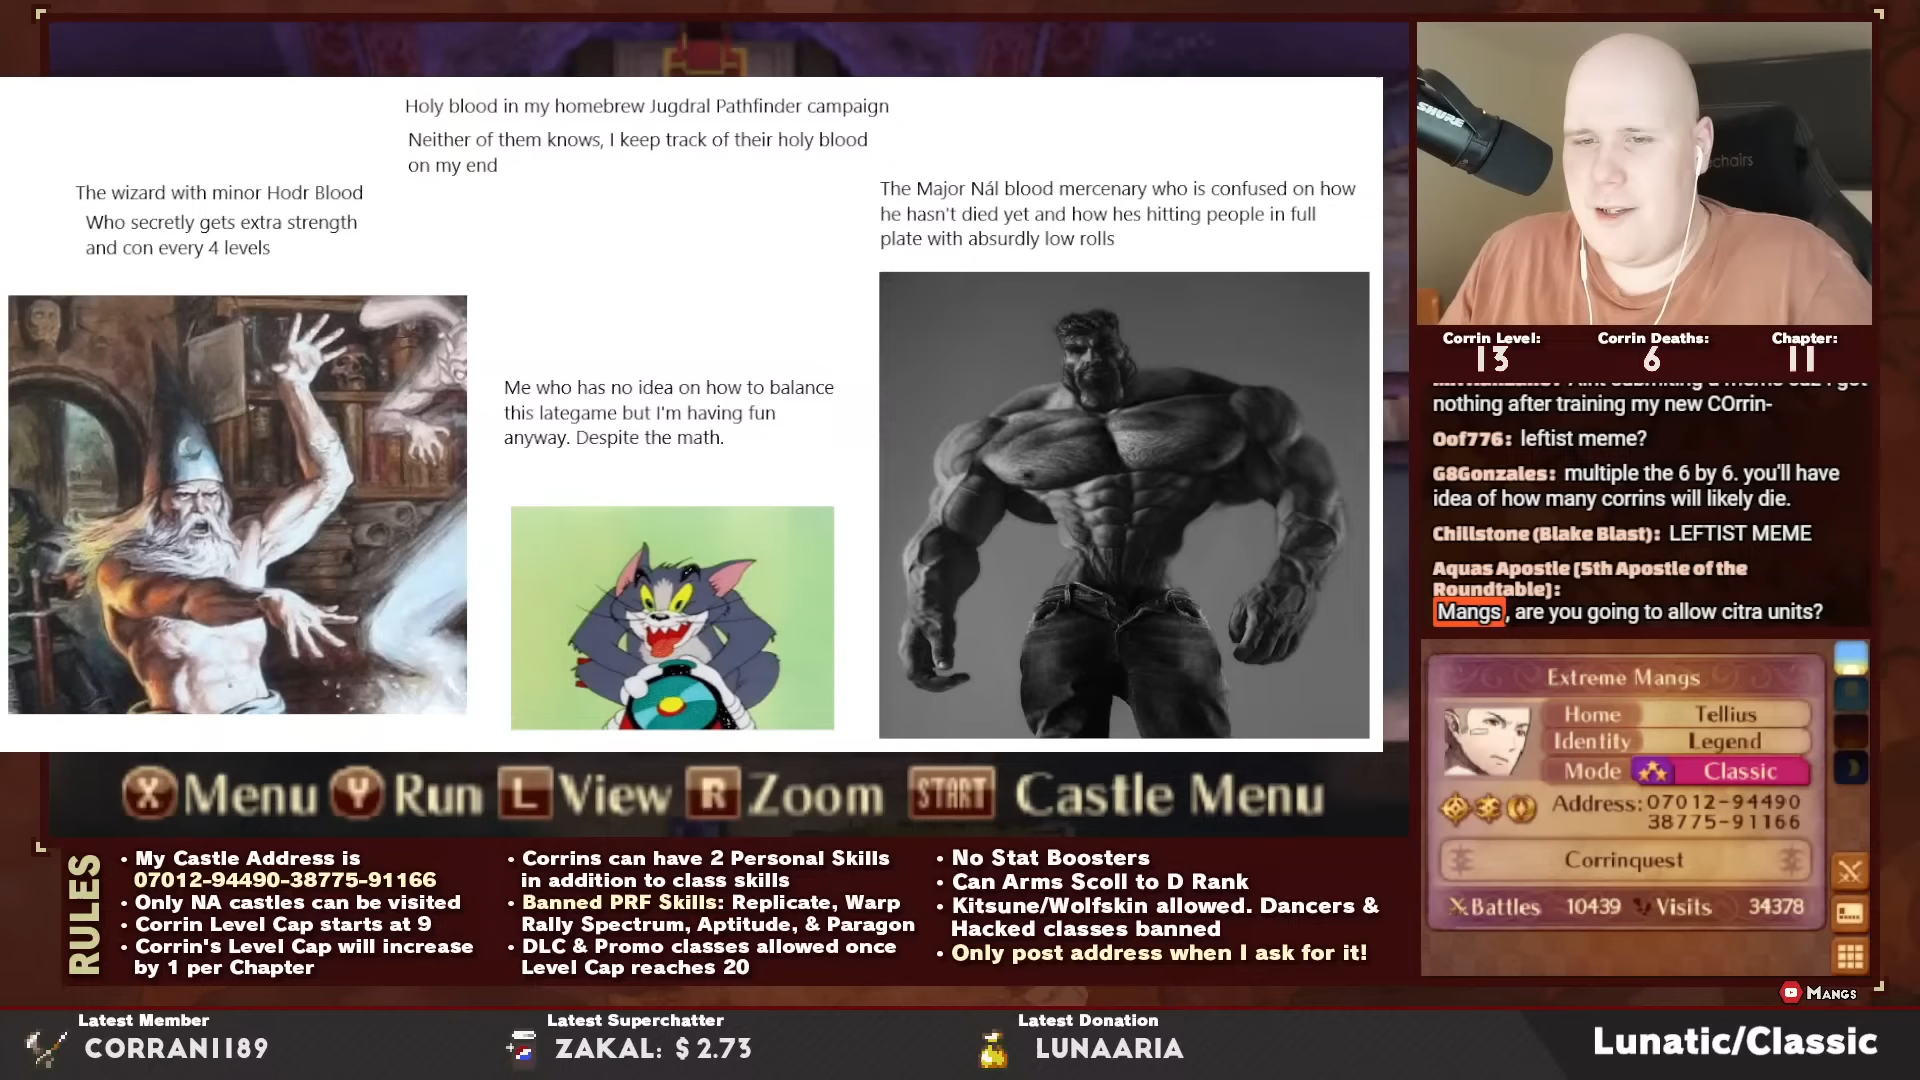 Holy blood in my homebrew Jugdral Pathfinder campaign
Neither of them knows, I keep track of their holy blood
on my end
The wizard with minor Hodr Blood
Who secretly gets extra strength
and con every 4 levels
The Major Nál blood mercenary who is confused on how
he hasn't died yet and how hes hitting people in full
plate with absurdly low rolls
Me who has no idea on how to balance
this lategame but I'm having fun
anyway. Despite the math.
SHURE
echairs
Corrin Level:
13
Corrin Deaths:
6
Chapter:
11
nothing after training my new COrrin-
Oof776: leftist meme?
G8Gonzales: multiple the 6 by 6. you'll have
idea of how many corrins will likely die.
Chillstone (Blake Blast): LEFTIST MEME
Aquas Apostle (5th Apostle of the
Roundtable):
Mangs, are you going to allow citra units?
Extreme Mangs
Home Tellius
Identity Legend
Mode Classic
Address: 07012-94490
38775-91166
Corrinquest
Battles 10439 Visits 34378
X Menu Y Run L View R Zoom START Castle Menu
RULES
• My Castle Address is
07012-94490-38775-91166
• Only NA castles can be visited
• Corrin Level Cap starts at 9
• Corrin's Level Cap will increase
by 1 per Chapter
• Corrins can have 2 Personal Skills
in addition to class skills
• Banned PRF Skills: Replicate, Warp
Rally Spectrum, Aptitude, & Paragon
• DLC & Promo classes allowed once
Level Cap reaches 20
• No Stat Boosters
• Can Arms Scoll to D Rank
• Kitsune/Wolfskin allowed. Dancers &
Hacked classes banned
• Only post address when I ask for it!
MANGS
Latest Member
CORRAN1189
Latest Superchatter
ZAKAL: $2.73
Latest Donation
LUNAARIA
Lunatic/Classic